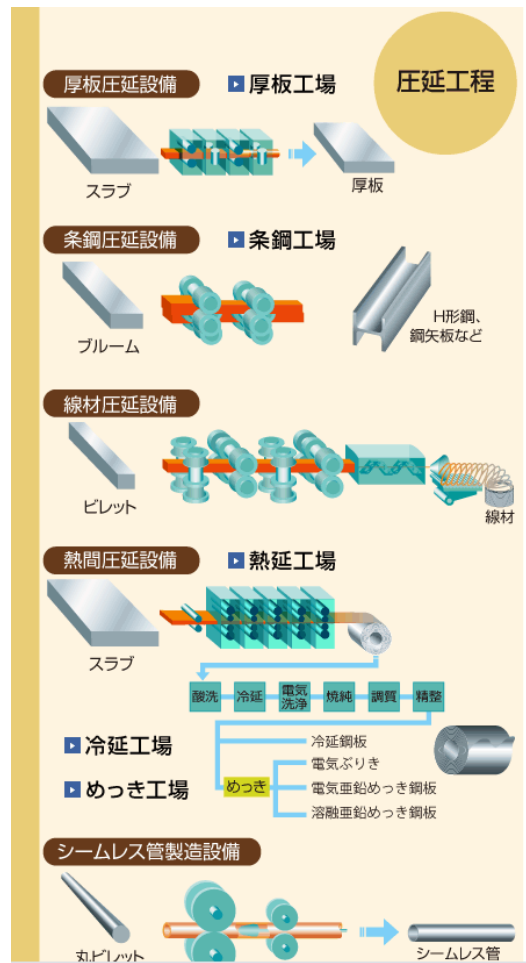 圧延工程
厚板圧延設備
厚板工場
スラブ
厚板
条鋼圧延設備
条鋼工場
ブルーム
H形鋼、
鋼矢板など
線材圧延設備
ビレット
線材
熱間圧延設備
熱延工場
スラブ
酸洗
冷延
電気
洗浄
焼純
調質
精整
冷延工場
めっき工場
冷延鋼板
めっき
電気ぶりき
電気亜鉛めっき鋼板
溶融亜鉛めっき鋼板
シームレス管製造設備
丸ビレット
シームレス管